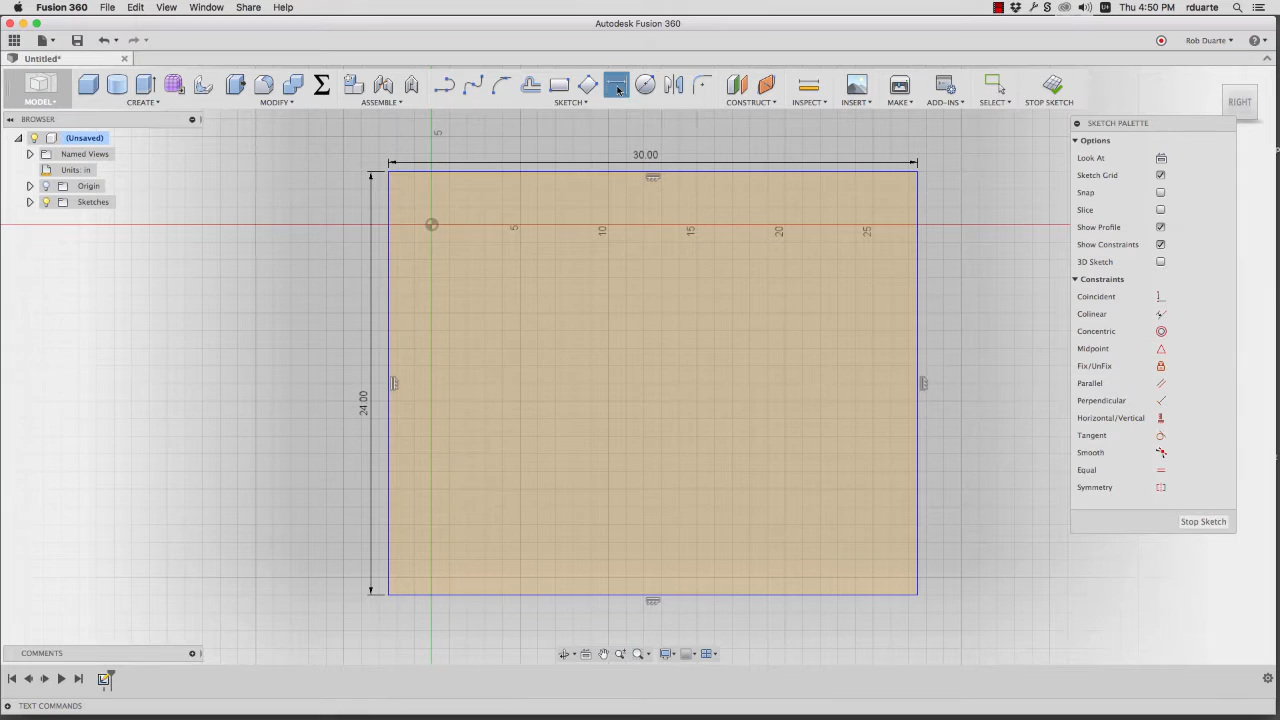 Fusion 360 File Edit View Window Share Help Thu 4:50 PM rduarte
Autodesk Fusion 360
Rob Duarte
Untitled*
MODEL CREATE MODIFY ASSEMBLE SKETCH CONSTRUCT INSPECT INSERT MAKE ADD-INS SELECT STOP SKETCH
RIGHT
BROWSER
(Unsaved)
Named Views
Units: in
Origin
Sketches
5
30.00
5 10 15 20 25
24.00
SKETCH PALETTE
Options
Look At
Sketch Grid
Snap
Slice
Show Profile
Show Constraints
3D Sketch
Constraints
Coincident
Colinear
Concentric
Midpoint
Fix/UnFix
Parallel
Perpendicular
Horizontal/Vertical
Tangent
Smooth
Equal
Symmetry
Stop Sketch
COMMENTS
TEXT COMMANDS